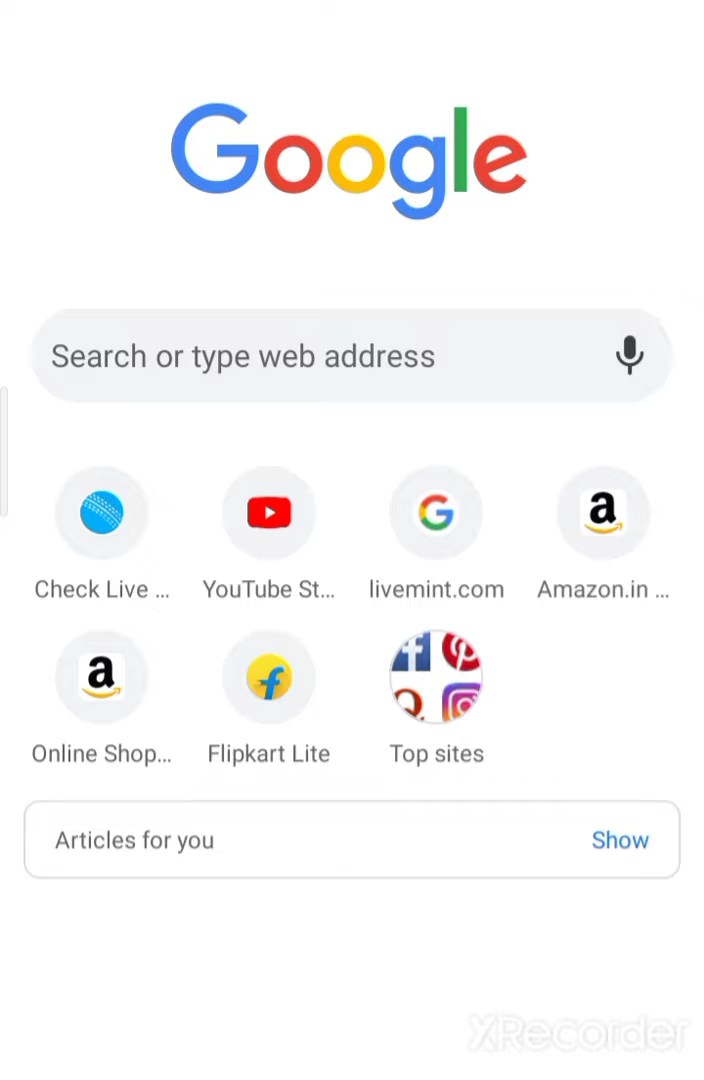 Google
Search or type web address
Check Live ...
YouTube St...
livemint.com
Amazon.in ...
Online Shop...
Flipkart Lite
Top sites
Articles for you
Show
XRecorder